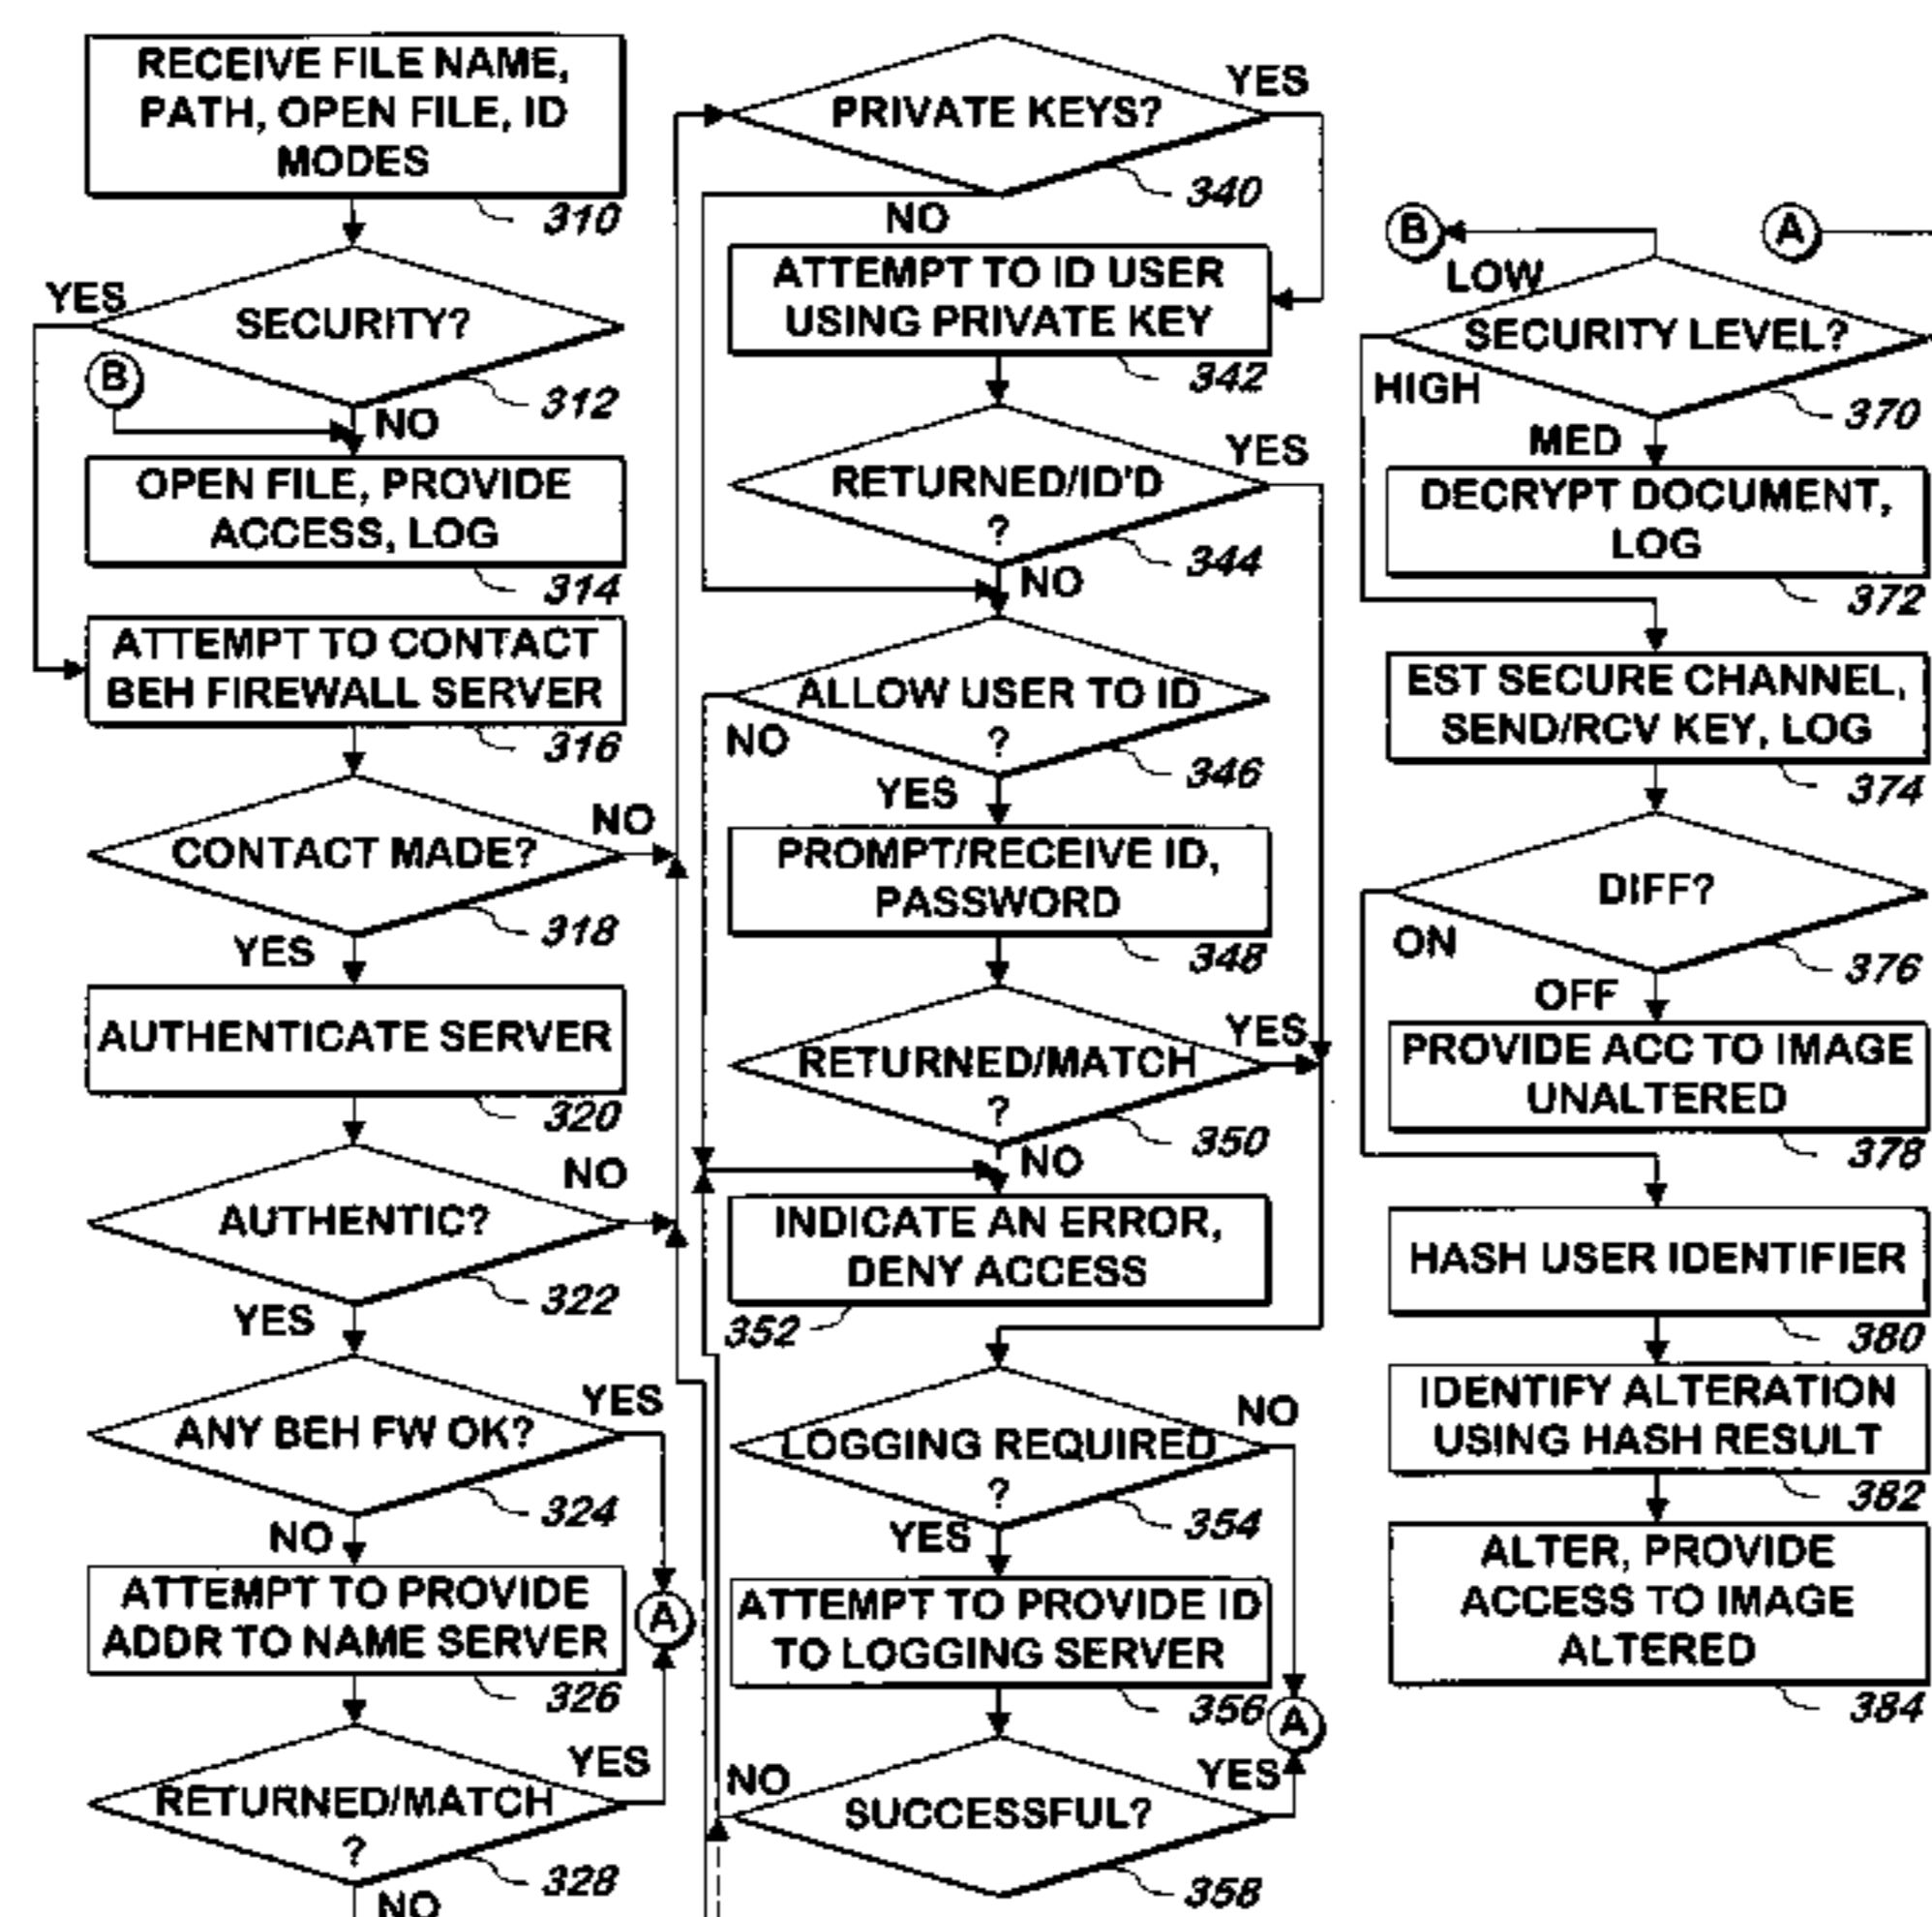 RECEIVE FILE NAME,
PATH, OPEN FILE, ID
MODES
310
YES
SECURITY?
B
312
NO
OPEN FILE, PROVIDE
ACCESS, LOG
314
ATTEMPT TO CONTACT
BEH FIREWALL SERVER
316
NO
CONTACT MADE?
318
YES
AUTHENTICATE SERVER
320
NO
AUTHENTIC?
322
YES
YES
ANY BEH FW OK?
324
NO
ATTEMPT TO PROVIDE
ADDR TO NAME SERVER
A
326
YES
RETURNED/MATCH
?
328
NO
YES
PRIVATE KEYS?
340
NO
ATTEMPT TO ID USER
USING PRIVATE KEY
342
YES
RETURNED/ID'D
?
344
NO
ALLOW USER TO ID
NO
?
346
YES
PROMPT/RECEIVE ID,
PASSWORD
348
YES
RETURNED/MATCH
?
350
NO
INDICATE AN ERROR,
DENY ACCESS
352
NO
LOGGING REQUIRED
?
354
YES
ATTEMPT TO PROVIDE ID
TO LOGGING SERVER
356
A
NO
YES
SUCCESSFUL?
358
B
A
LOW
SECURITY LEVEL?
HIGH
370
MED
DECRYPT DOCUMENT,
LOG
372
EST SECURE CHANNEL,
SEND/RCV KEY, LOG
374
DIFF?
ON
376
OFF
PROVIDE ACC TO IMAGE
UNALTERED
378
HASH USER IDENTIFIER
380
IDENTIFY ALTERATION
USING HASH RESULT
382
ALTER, PROVIDE
ACCESS TO IMAGE
ALTERED
384